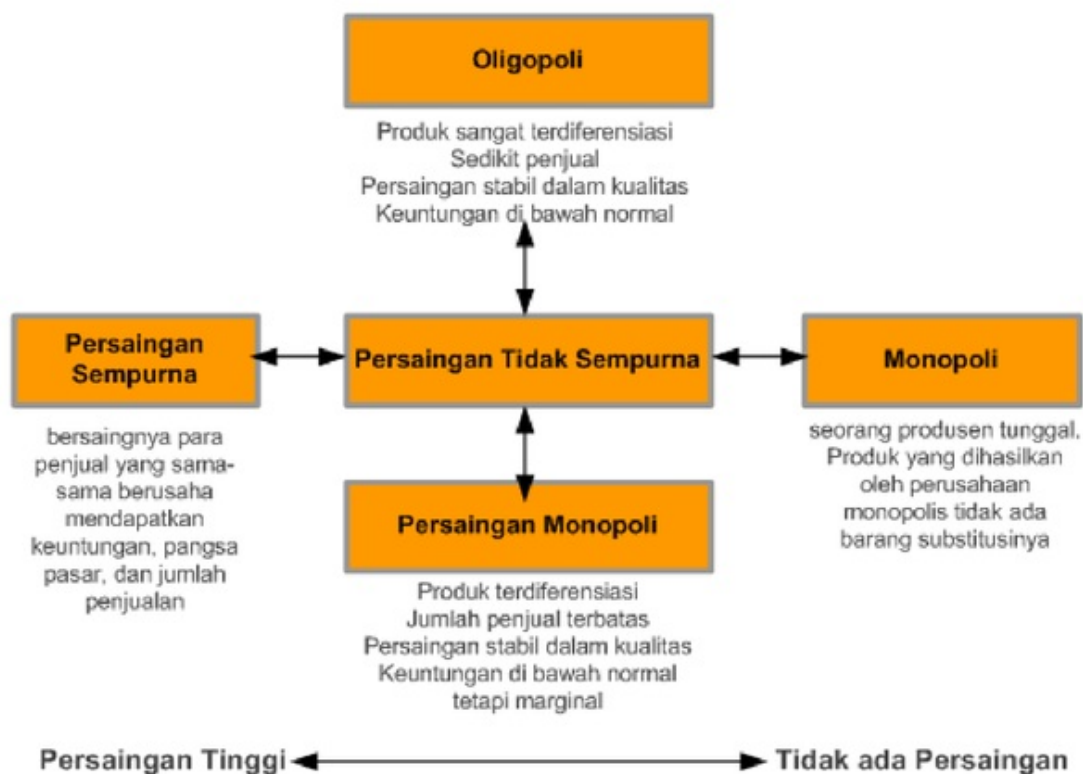 Oligopoli
Produk sangat terdiferensiasi
Sedikit penjual
Persaingan stabil dalam kualitas
Keuntungan di bawah normal
Persaingan
Sempurna
bersaingnya para
penjual yang sama-
sama berusaha
mendapatkan
keuntungan, pangsa
pasar, dan jumlah
penjualan
Persaingan Tidak Sempurna
Monopoli
seorang produsen tunggal.
Produk yang dihasilkan
oleh perusahaan
monopolis tidak ada
barang substitusinya
Persaingan Monopoli
Produk terdiferensiasi
Jumlah penjual terbatas
Persaingan stabil dalam kualitas
Keuntungan di bawah normal
tetapi marginal
Persaingan Tinggi
Tidak ada Persaingan